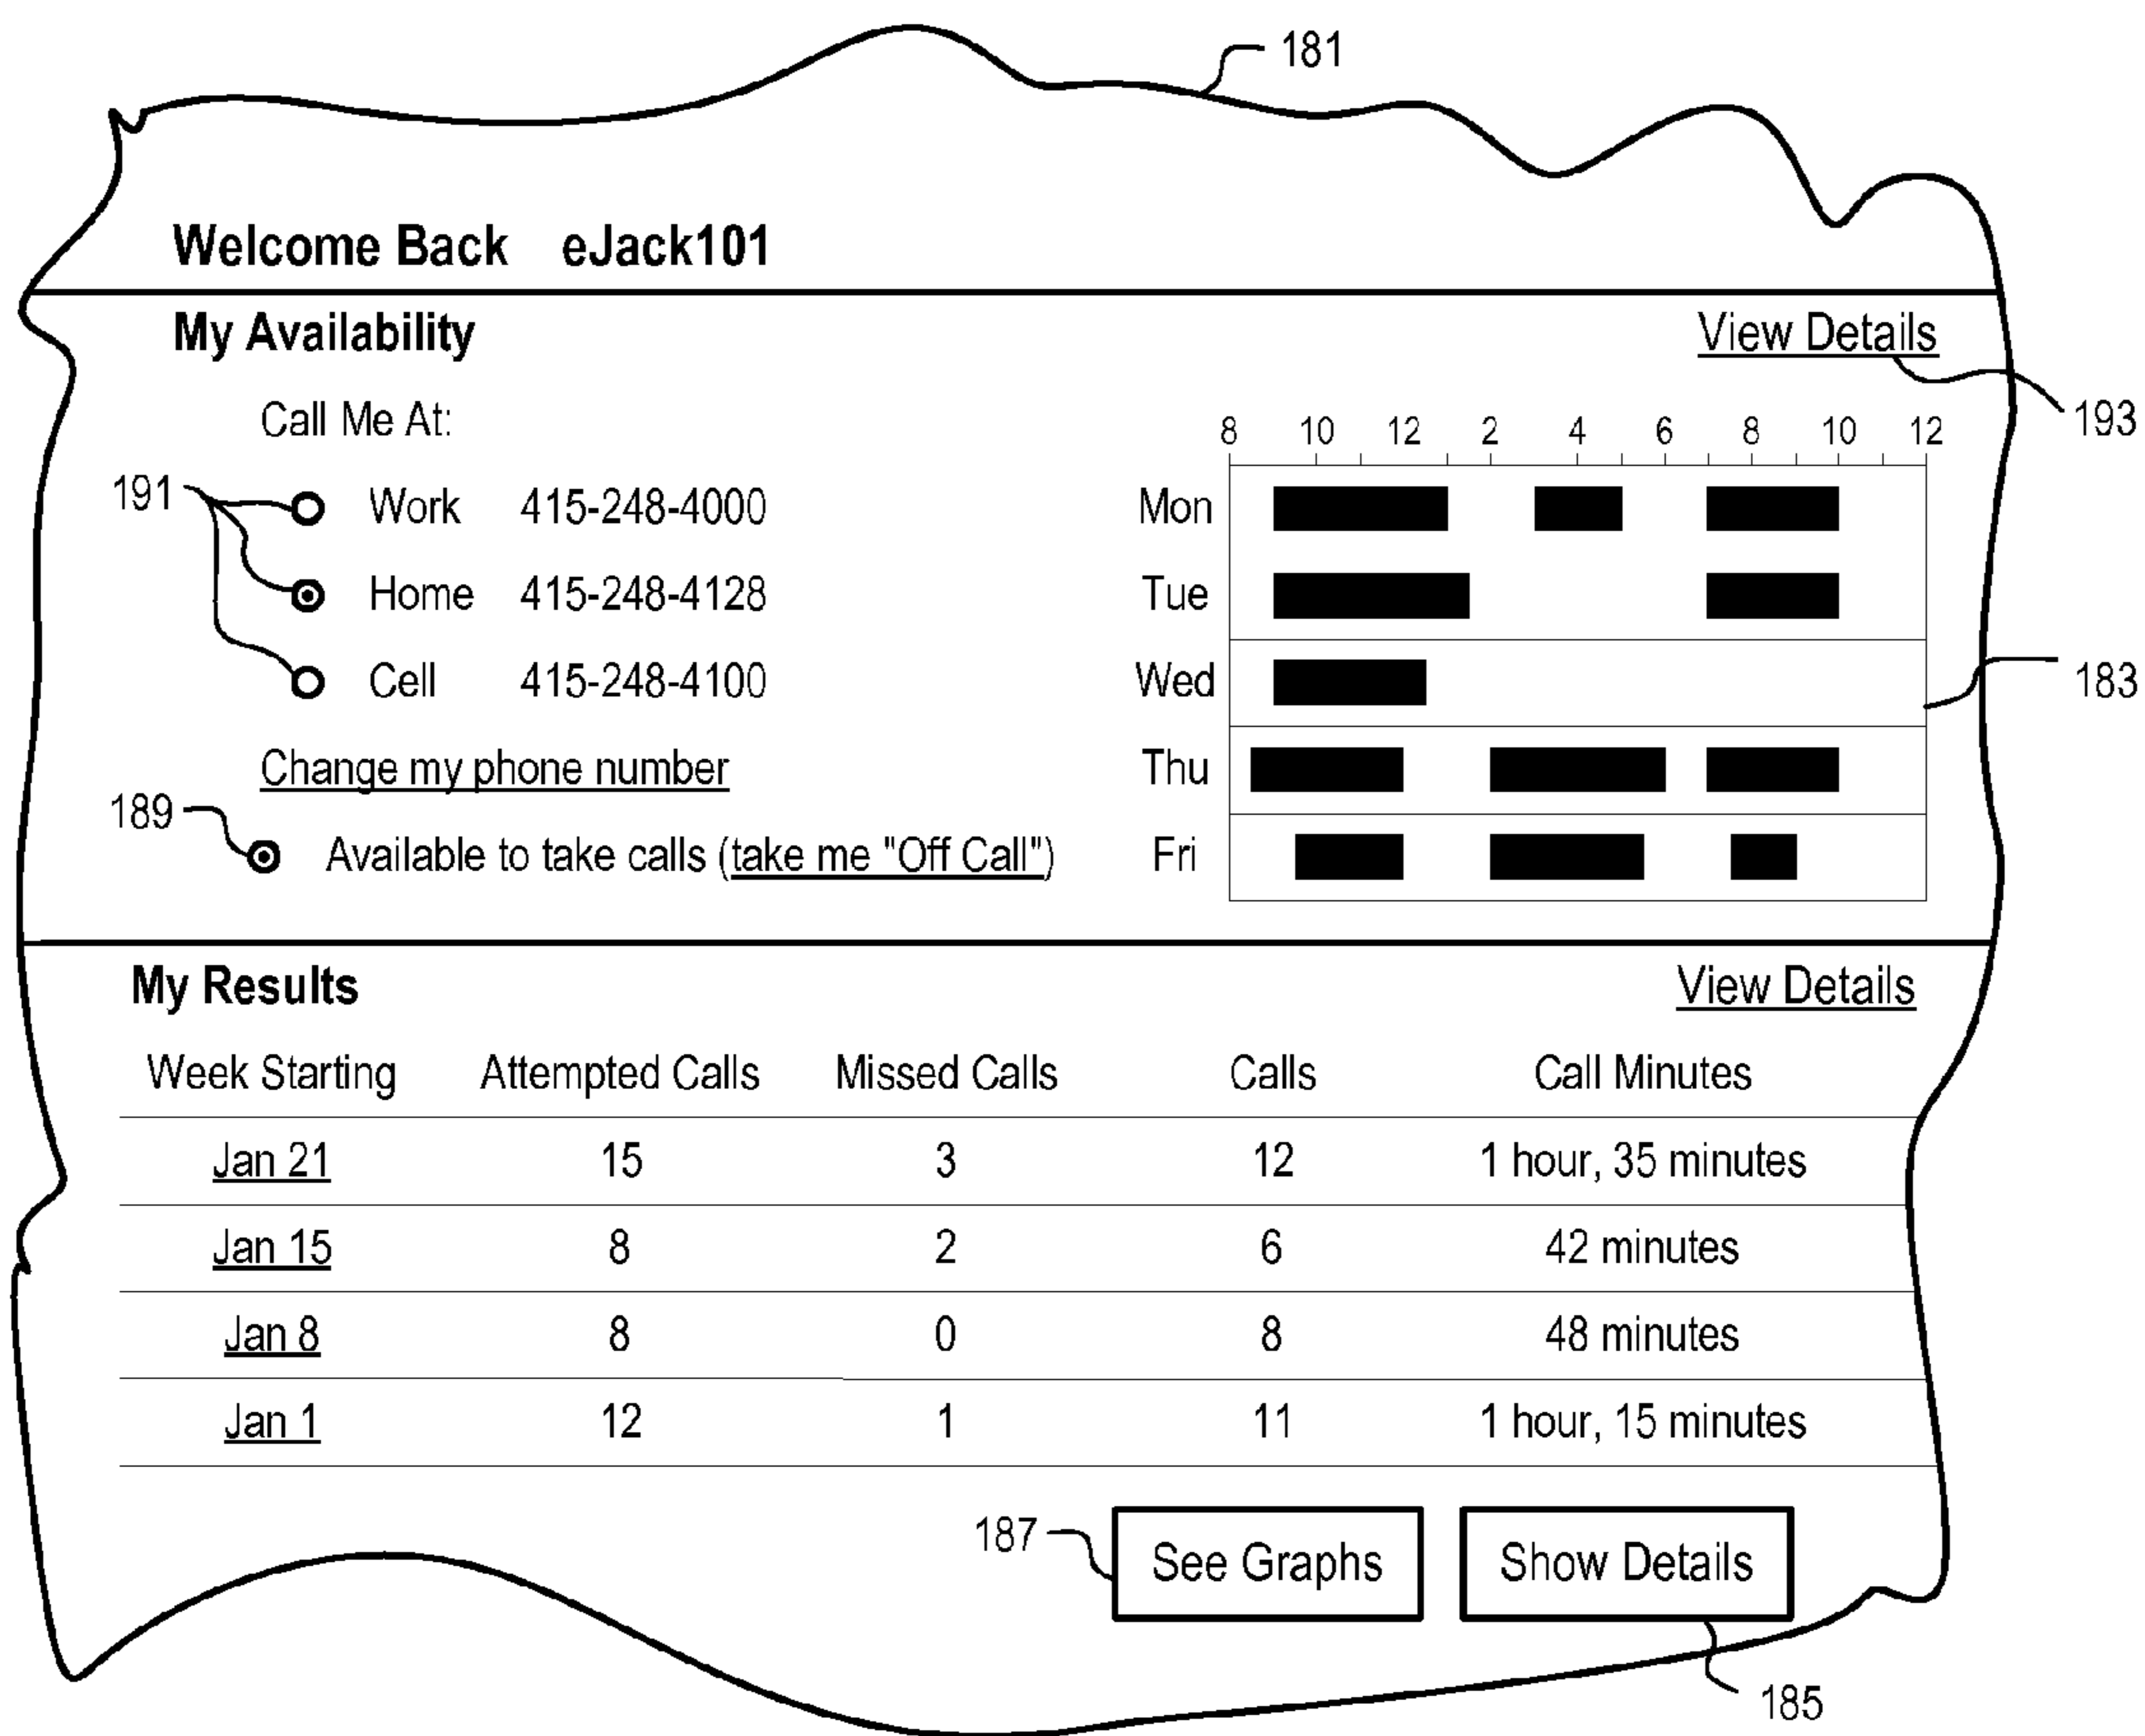 181
Welcome Back eJack101
My Availability View Details
193
Call Me At:
8 10 12 2 4 6 8 10 12
191 Work 415-248-4000 Mon
Home 415-248-4128 Tue
Cell 415-248-4100 Wed
183
Change my phone number Thu
189
Available to take calls (take me "Off Call") Fri
My Results View Details
Week Starting Attempted Calls Missed Calls Calls Call Minutes
Jan 21 15 3 12 1 hour, 35 minutes
Jan 15 8 2 6 42 minutes
Jan 8 8 0 8 48 minutes
Jan 1 12 1 11 1 hour, 15 minutes
187 See Graphs Show Details
185